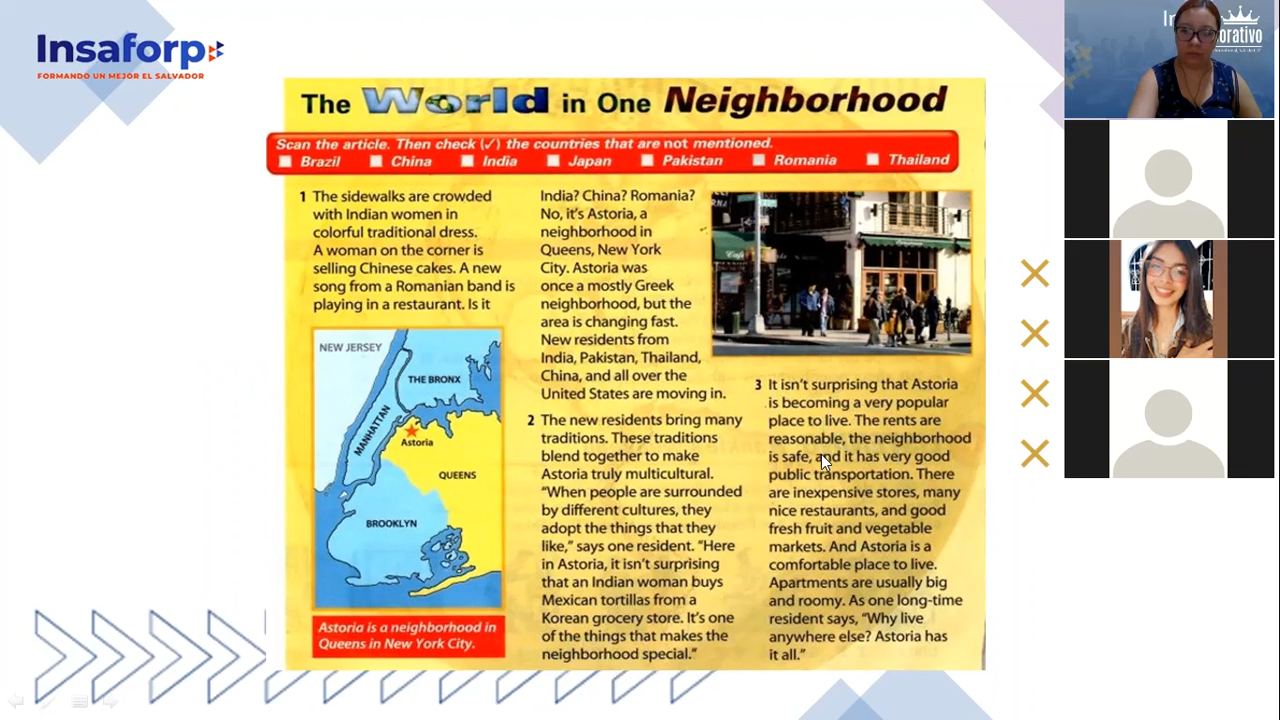 Insaforp
FORMANDO UN MEJOR EL SALVADOR
The World in One Neighborhood
Scan the article. Then check (✓) the countries that are not mentioned.
Brazil China India Japan Pakistan Romania Thailand
1 The sidewalks are crowded
with Indian women in
colorful traditional dress.
A woman on the corner is
selling Chinese cakes. A new
song from a Romanian band is
playing in a restaurant. Is it
NEW JERSEY
THE BRONX
MANHATTAN
Astoria
QUEENS
BROOKLYN
Astoria is a neighborhood in
Queens in New York City.
India? China? Romania?
No, it's Astoria, a
neighborhood in
Queens, New York
City. Astoria was
once a mostly Greek
neighborhood, but the
area is changing fast.
New residents from
India, Pakistan, Thailand,
China, and all over the
United States are moving in.
2 The new residents bring many
traditions. These traditions
blend together to make
Astoria truly multicultural.
"When people are surrounded
by different cultures, they
adopt the things that they
like," says one resident. "Here
in Astoria, it isn't surprising
that an Indian woman buys
Mexican tortillas from a
Korean grocery store. It's one
of the things that makes the
neighborhood special."
3 It isn't surprising that Astoria
is becoming a very popular
place to live. The rents are
reasonable, the neighborhood
is safe, and it has very good
public transportation. There
are inexpensive stores, many
nice restaurants, and good
fresh fruit and vegetable
markets. And Astoria is a
comfortable place to live.
Apartments are usually big
and roomy. As one long-time
resident says, "Why live
anywhere else? Astoria has
it all."